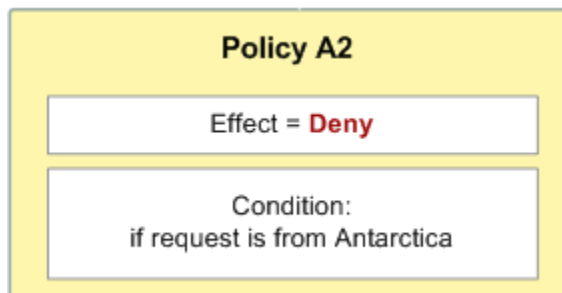 Policy A2
Effect = Deny
Condition:
if request is from Antarctica